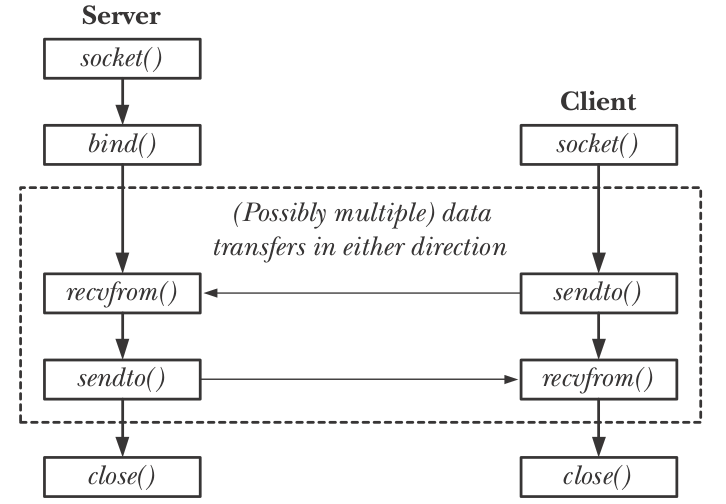 Server
socket()
Client
bind()
socket()
(Possibly multiple) data
transfers in either direction
recvfrom()
sendto()
sendto()
recvfrom()
close()
close()